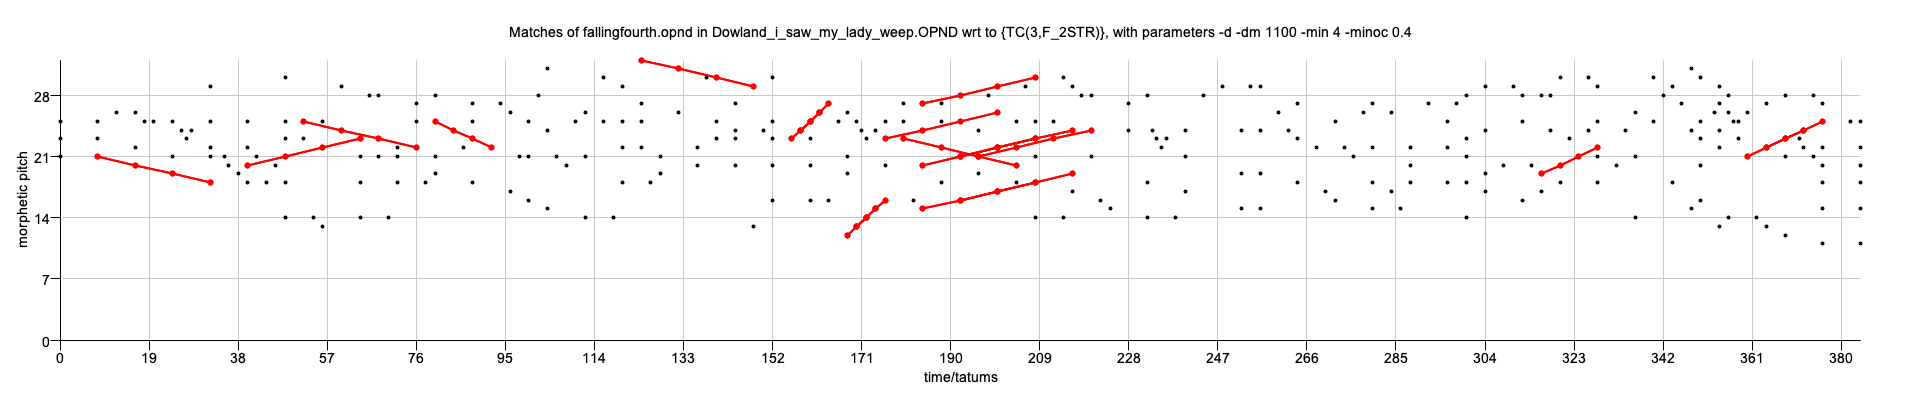 Matches of fallingfourth.opnd in Dowland_i_saw_my_lady_weep.OPND wrt to {TC(3,F_2STR)}, with parameters -d -dm 1100 -min 4 -minoc 0.4
morphetic pitch
28
21
14
7
0
0 19 38 57 76 95 114 133 152 171 190 209 228 247 266 285 304 323 342 361 380
time/tatums